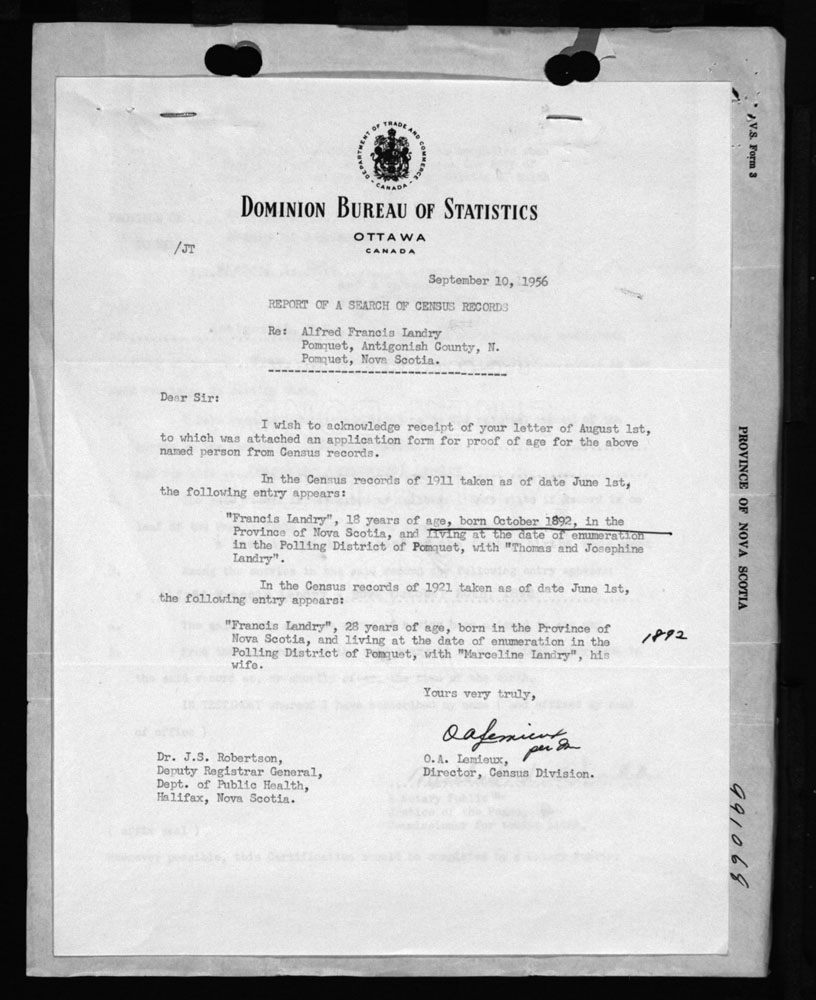 DEPARTMENT OF TRADE AND COMMERCE
- CANADA -
DOMINION BUREAU OF STATISTICS
OTTAWA
CANADA
/JT
September 10, 1956
REPORT OF A SEARCH OF CENSUS RECORDS
Re: Alfred Francis Landry
Pomquet, Antigonish County, N.
Pomquet, Nova Scotia.
Dear Sir:
I wish to acknowledge receipt of your letter of August 1st,
to which was attached an application form for proof of age for the above
named person from Census records.
In the Census records of 1911 taken as of date June 1st,
the following entry appears:
"Francis Landry", 18 years of age, born October 1892, in the
Province of Nova Scotia, and living at the date of enumeration
in the Polling District of Pomquet, with "Thomas and Josephine
Landry".
In the Census records of 1921 taken as of date June 1st,
the following entry appears:
"Francis Landry", 28 years of age, born in the Province of
Nova Scotia, and living at the date of enumeration in the
Polling District of Pomquet, with "Marceline Landry", his
wife.
1892
Yours very truly,
O A Lemieux
per
O.A. Lemieux,
Director, Census Division.
Dr. J.S. Robertson,
Deputy Registrar General,
Dept. of Public Health,
Halifax, Nova Scotia.
V.S. Form 3
PROVINCE OF NOVA SCOTIA
991068